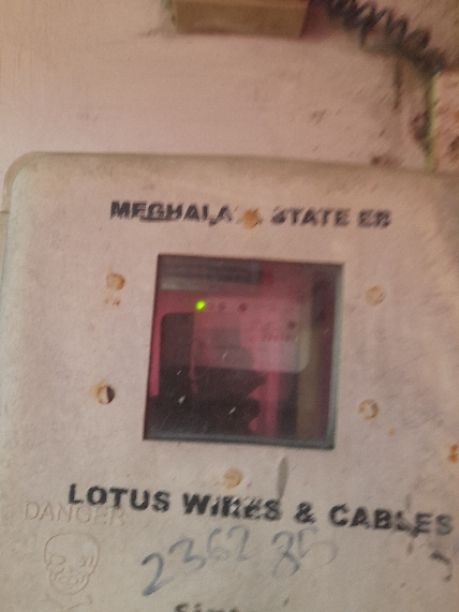 MEGHALAYA STATE EB
LOTUS WIRES & CABLES
DANGER
236235